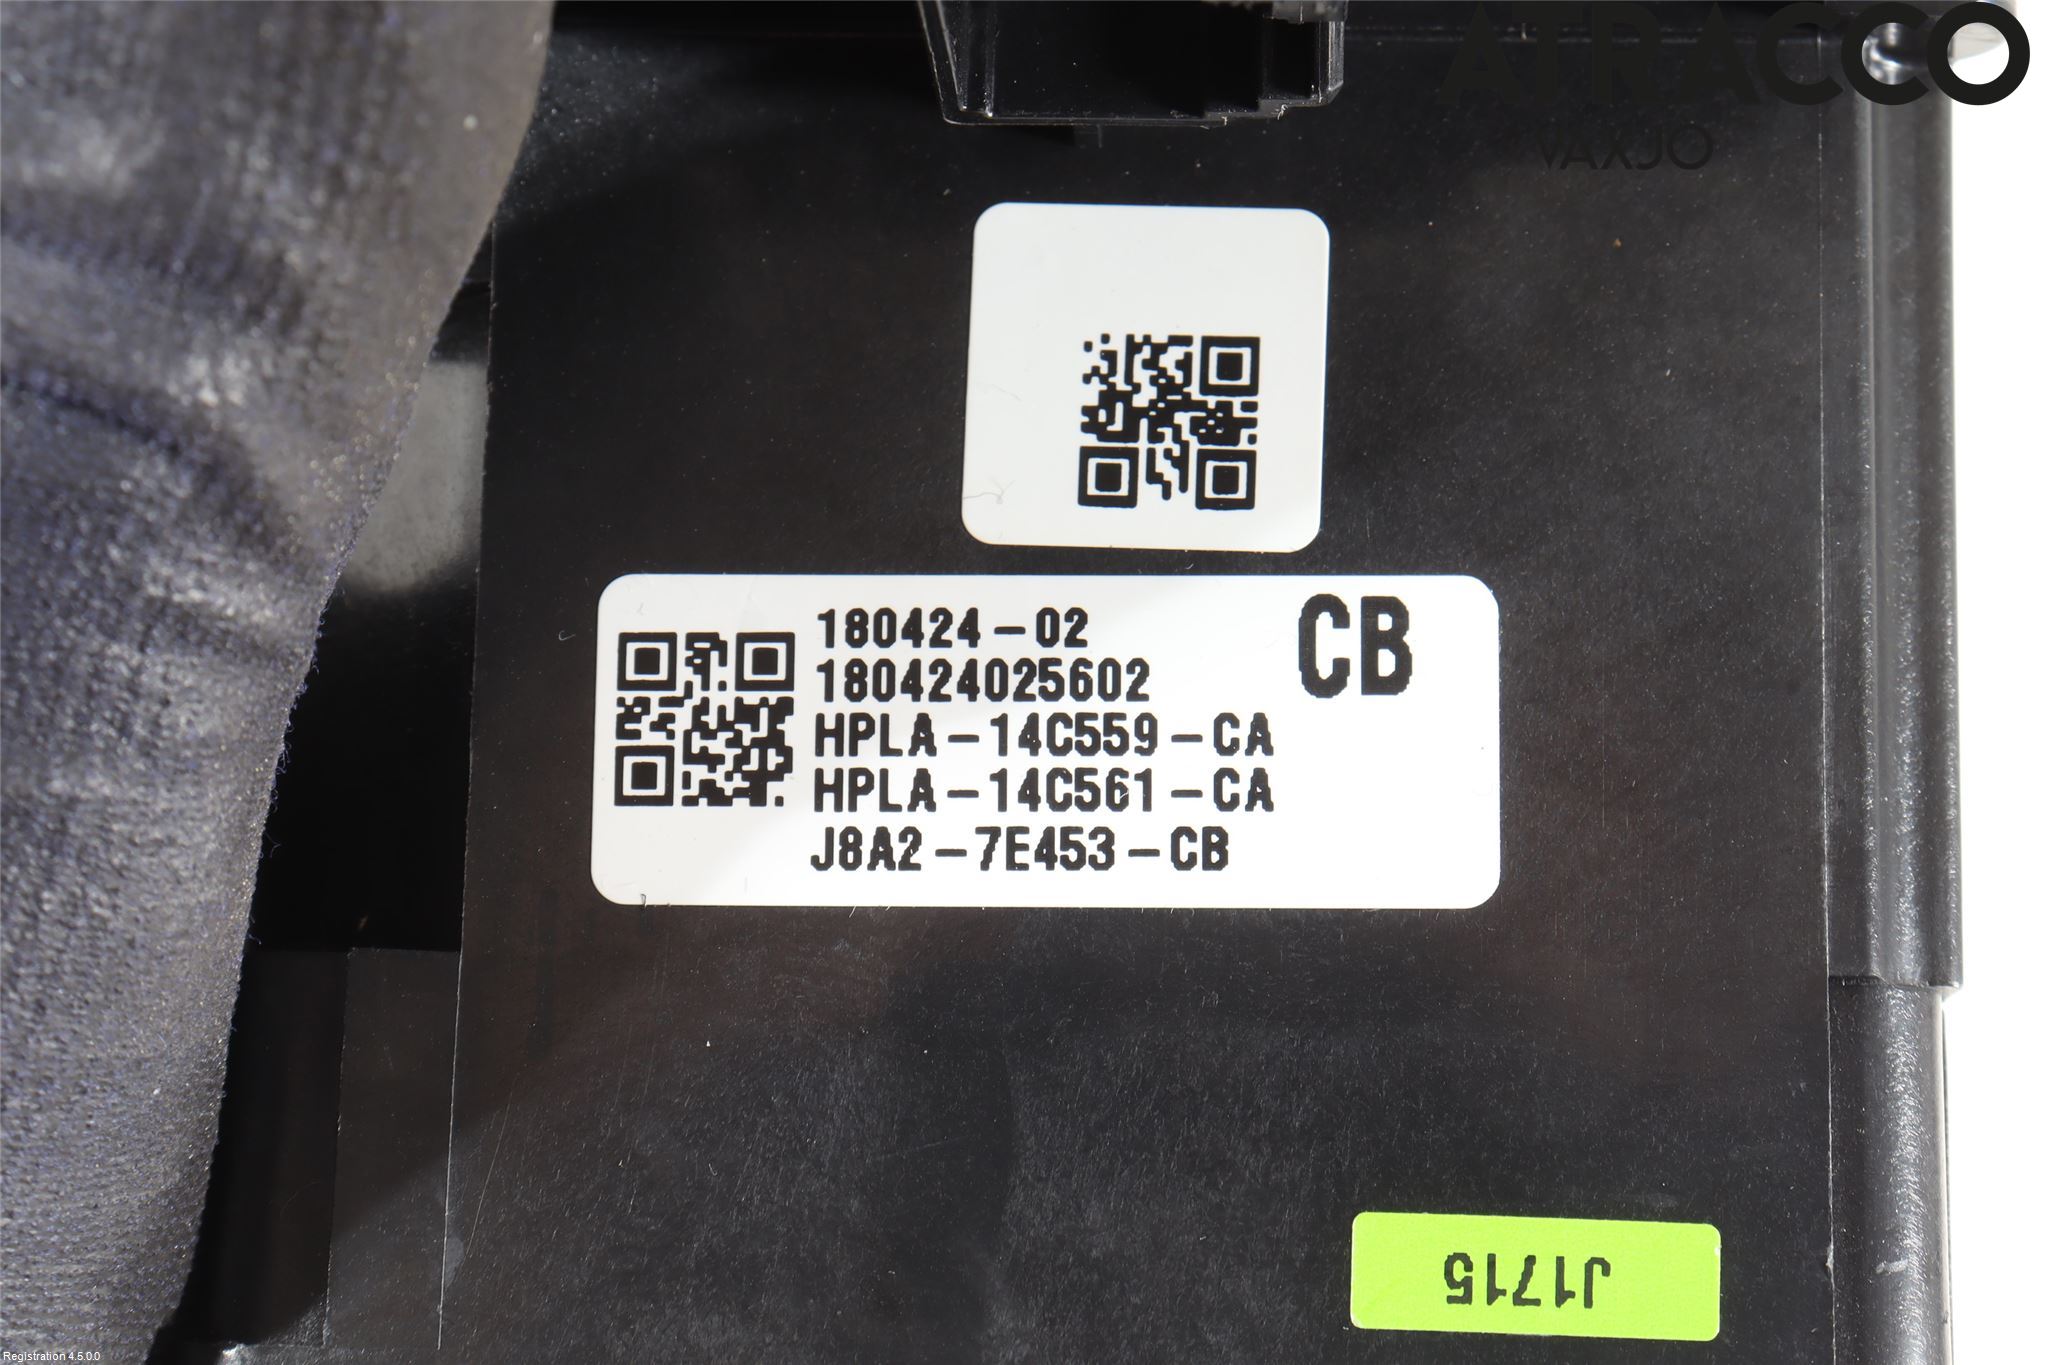 ATRACCO
VAXJO
180424-02
CB
180424025602
HPLA-14C559-CA
HPLA-14C561-CA
J8A2-7E453-CB
J1715
Registration 4.5.0.0